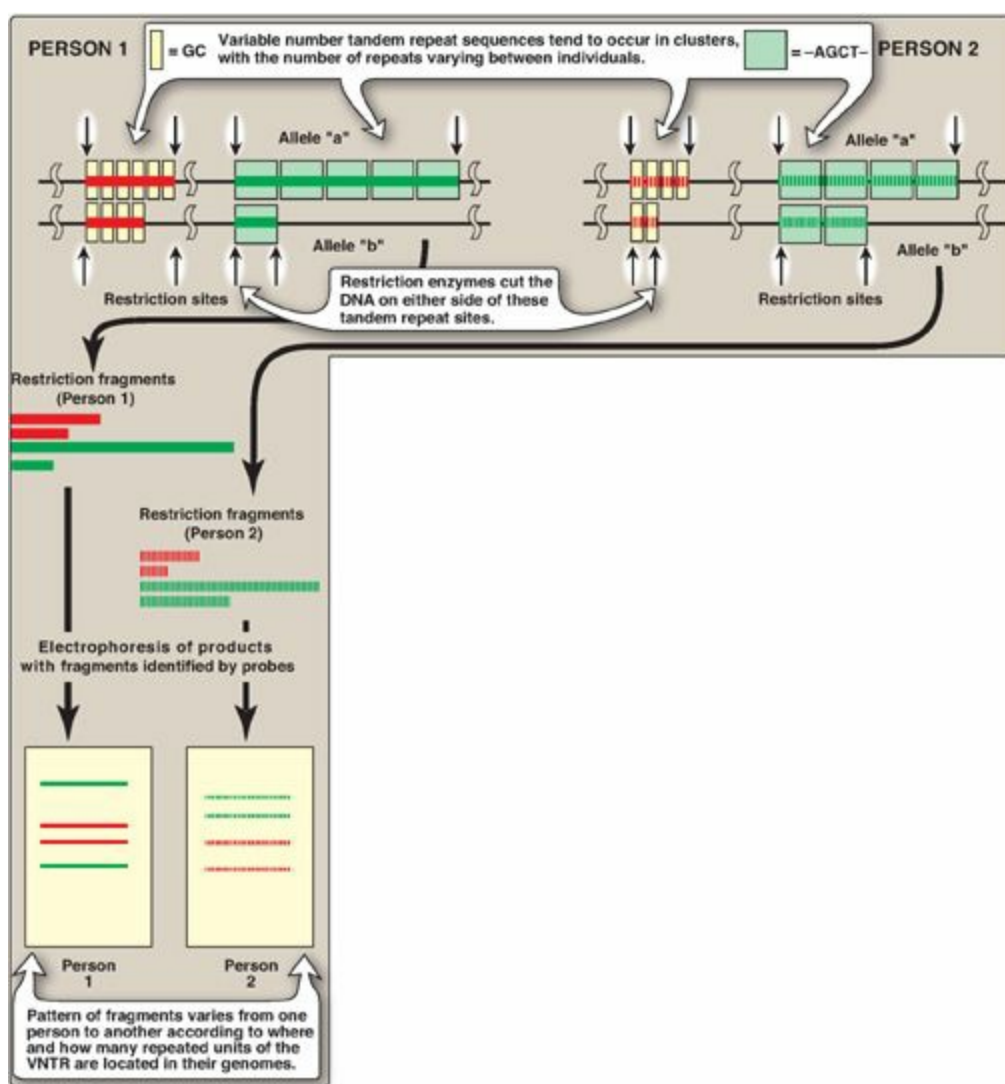 PERSON 1
= GC
Variable number tandem repeat sequences tend to occur in clusters,
with the number of repeats varying between individuals.
= –AGCT–
PERSON 2
Allele "a"
Allele "a"
Allele "b"
Allele "b"
Restriction sites
Restriction enzymes cut the
DNA on either side of these
tandem repeat sites.
Restriction sites
Restriction fragments
(Person 1)
Restriction fragments
(Person 2)
Electrophoresis of products
with fragments identified by probes
Person
1
Person
2
Pattern of fragments varies from one
person to another according to where
and how many repeated units of the
VNTR are located in their genomes.